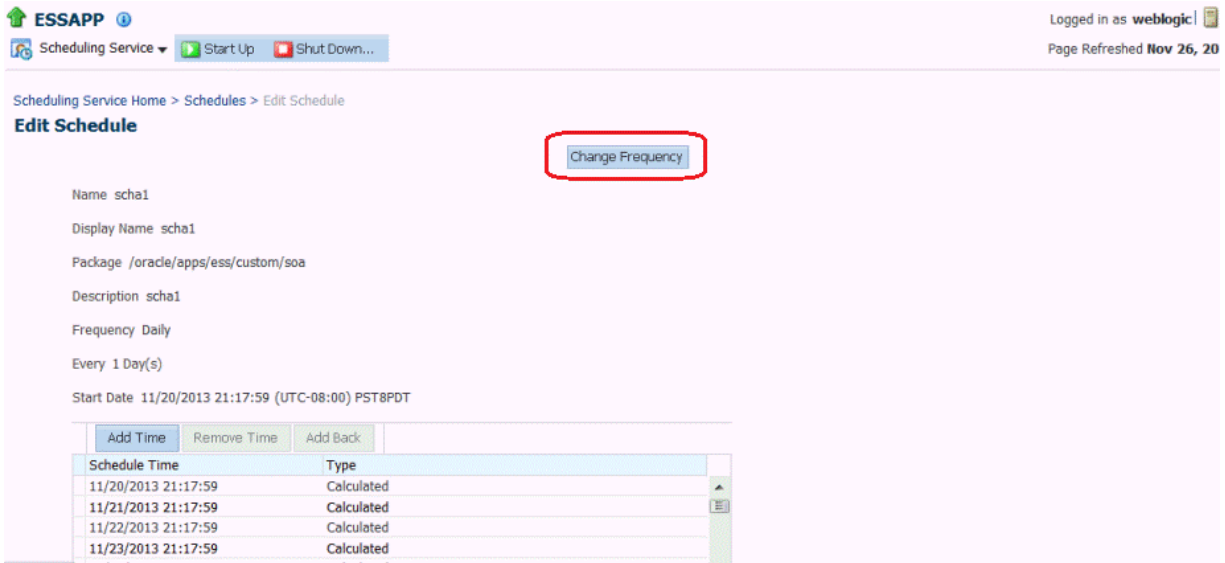 ESSAPP
Logged in as weblogic
Scheduling Service Start Up Shut Down...
Page Refreshed Nov 26, 20
Scheduling Service Home > Schedules > Edit Schedule
Edit Schedule
Change Frequency
Name scha1
Display Name scha1
Package /oracle/apps/ess/custom/soa
Description scha1
Frequency Daily
Every 1 Day(s)
Start Date 11/20/2013 21:17:59 (UTC-08:00) PST8PDT
Add Time Remove Time Add Back
Schedule Time Type
11/20/2013 21:17:59 Calculated
11/21/2013 21:17:59 Calculated
11/22/2013 21:17:59 Calculated
11/23/2013 21:17:59 Calculated